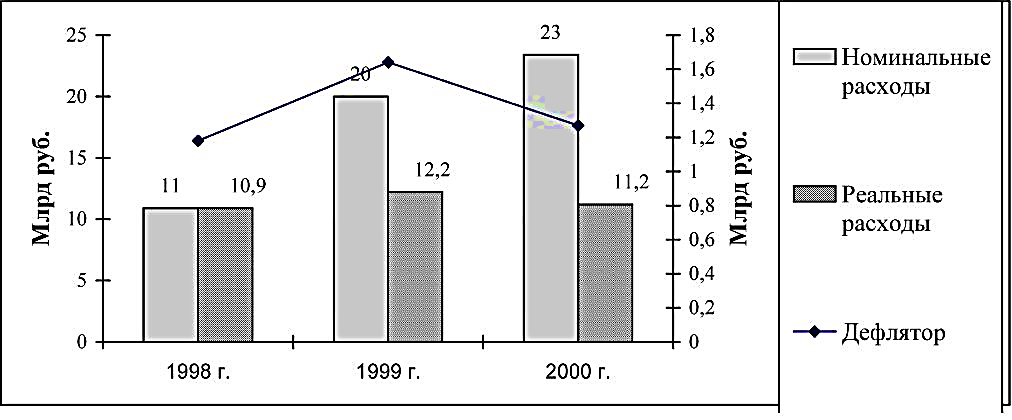 25
20
15
10
5
0
Млрд руб.
11
10,9
20
12,2
23
11,2
1998 г.
1999 г.
2000 г.
1,8
1,6
1,4
1,2
1
0,8
0,6
0,4
0,2
0
Млрд руб.
Номинальные
расходы
Реальные
расходы
Дефлятор